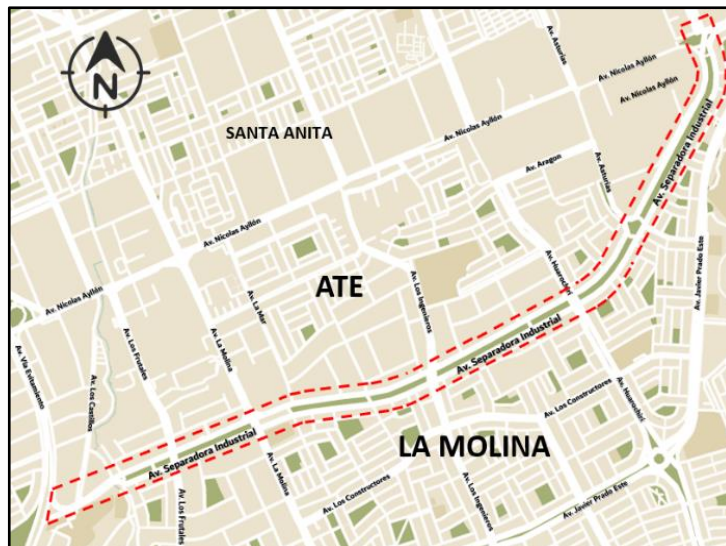 N
Av. Asturias
Av. Nicolas Ayllón
Av. Nicolas Ayllón
SANTA ANITA
Av. Nicolas Ayllón
Av. Aragon
Av. Asturias
Av. Separadora Industrial
Av. Nicolas Ayllón
Av. Javier Prado Este
ATE
Av. Huarochiri
Av. Nicolas Ayllón
Av. La Mar
Av. Los Ingenieros
Av. Los Frutales
Av. La Molina
Av. Separadora Industrial
Av. Vía Evitamiento
Av. Los Castillos
Av. Huarochiri
Av. Los Constructores
LA MOLINA
Av. Separadora Industrial
Av. La Molina
Av. Los Frutales
Av. Los Constructores
Av. Los Ingenieros
Av. Javier Prado Este